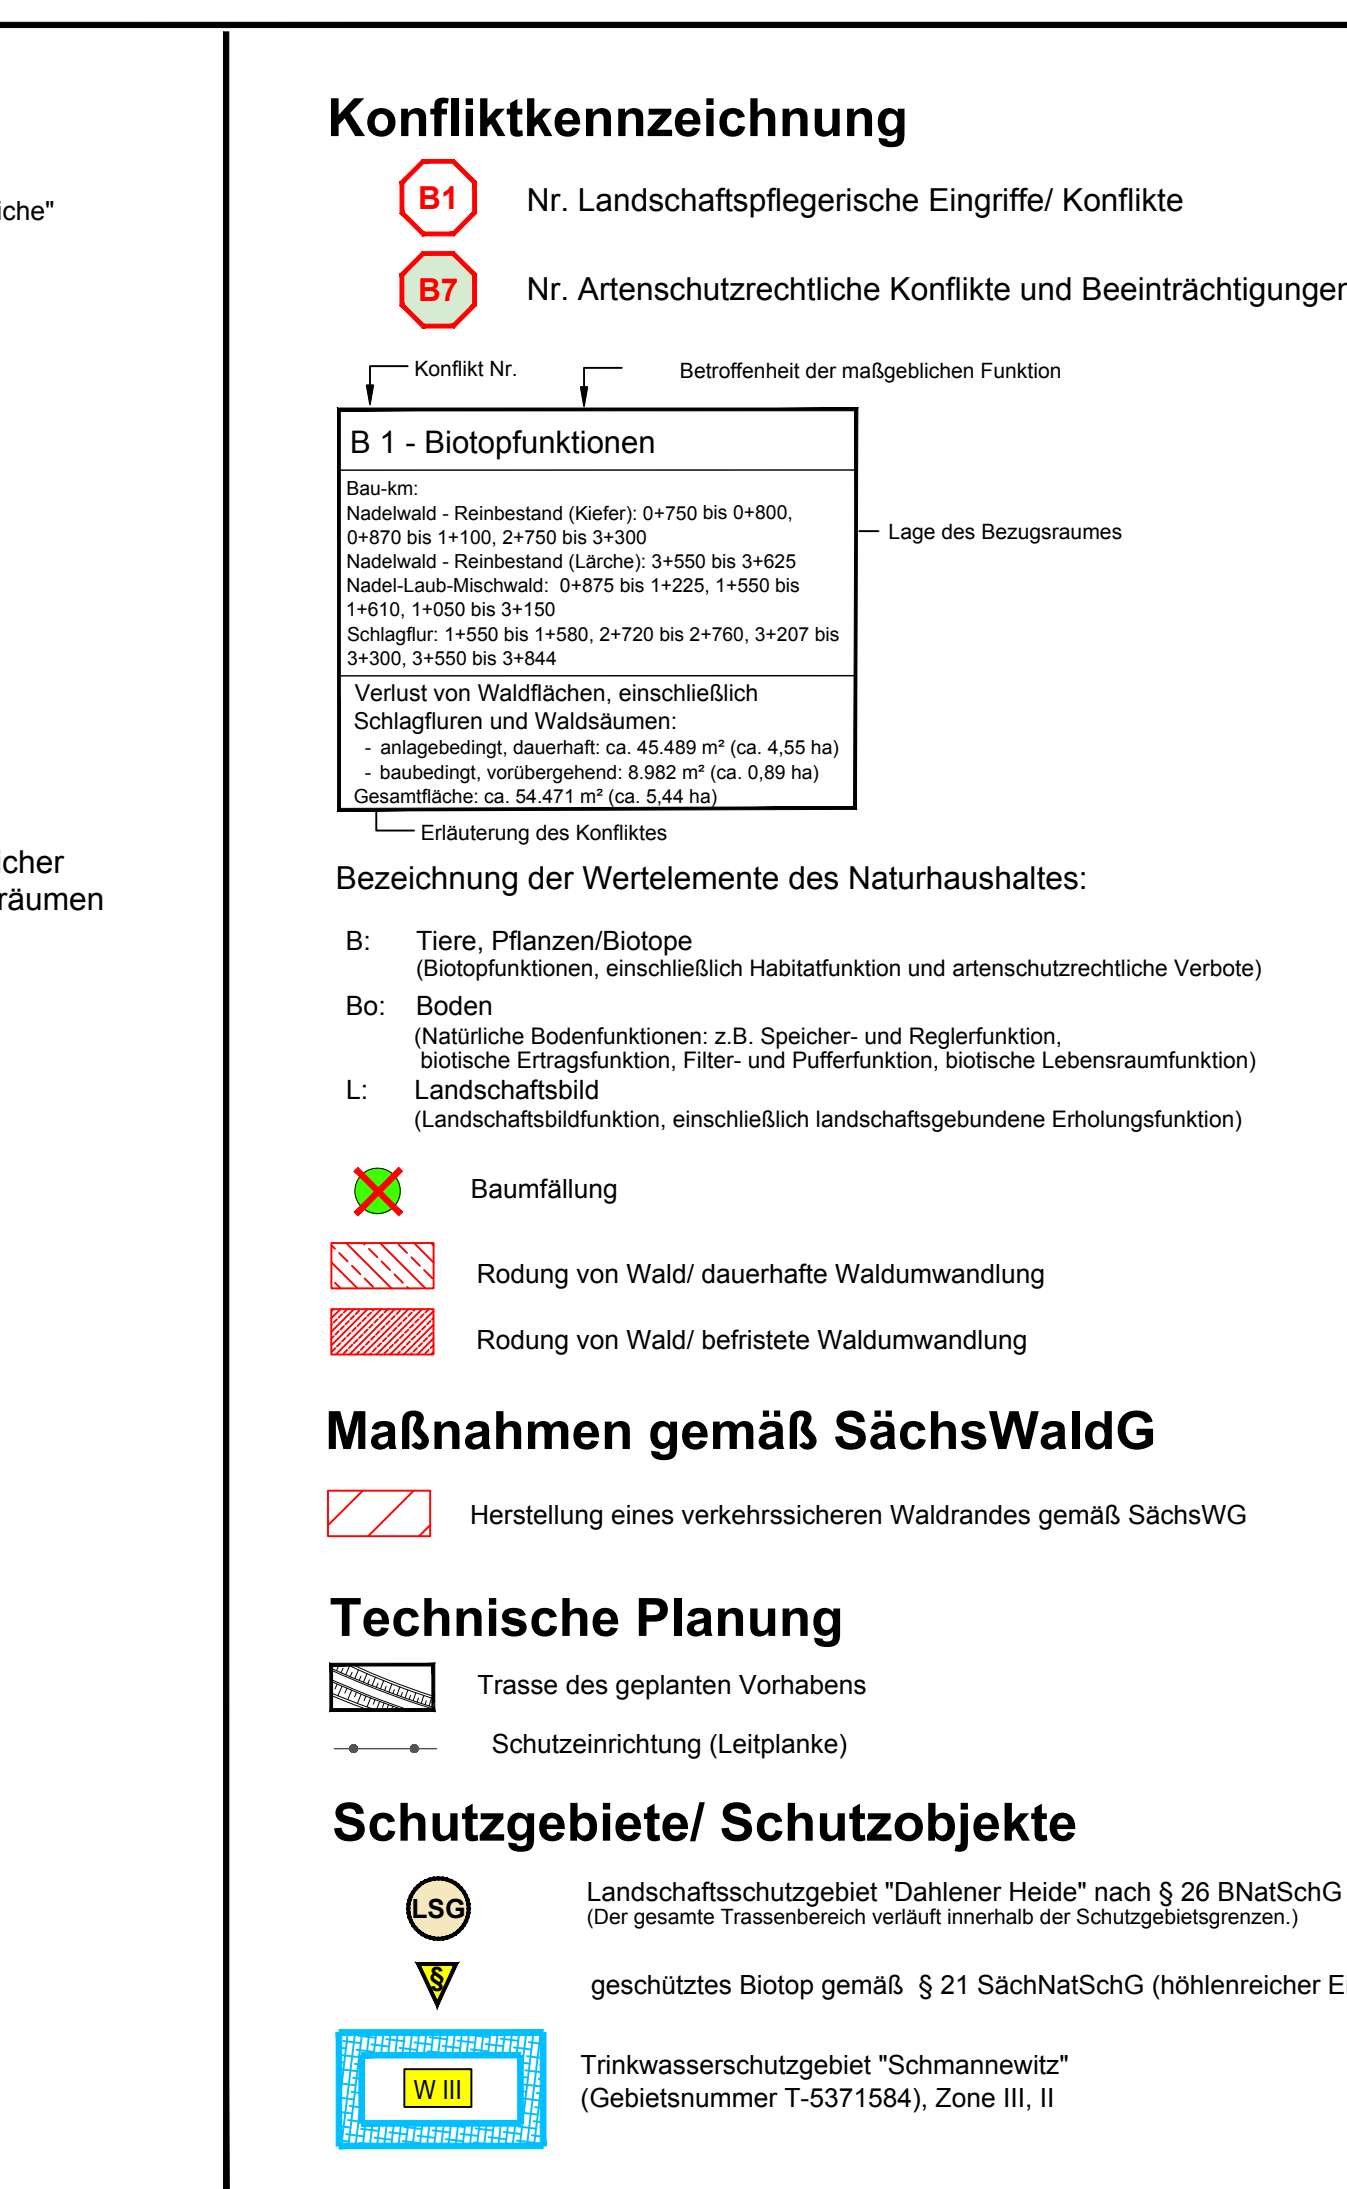 iche"
icher
räumen
Konfliktkennzeichnung
B1 Nr. Landschaftspflegerische Eingriffe/ Konflikte
B7 Nr. Artenschutzrechtliche Konflikte und Beeinträchtigungen
Konflikt Nr. Betroffenheit der maßgeblichen Funktion
B 1 - Biotopfunktionen
Bau-km:
Nadelwald - Reinbestand (Kiefer): 0+750 bis 0+800,
0+870 bis 1+100, 2+750 bis 3+300
Nadelwald - Reinbestand (Lärche): 3+550 bis 3+625
Nadel-Laub-Mischwald: 0+875 bis 1+225, 1+550 bis
1+610, 1+050 bis 3+150
Schlagflur: 1+550 bis 1+580, 2+720 bis 2+760, 3+207 bis
3+300, 3+550 bis 3+844
Lage des Bezugsraumes
Verlust von Waldflächen, einschließlich
Schlagfluren und Waldsäumen:
- anlagebedingt, dauerhaft: ca. 45.489 m² (ca. 4,55 ha)
- baubedingt, vorübergehend: 8.982 m² (ca. 0,89 ha)
Gesamtfläche: ca. 54.471 m² (ca. 5,44 ha)
Erläuterung des Konfliktes
Bezeichnung der Wertelemente des Naturhaushaltes:
B: Tiere, Pflanzen/Biotope
(Biotopfunktionen, einschließlich Habitatfunktion und artenschutzrechtliche Verbote)
Bo: Boden
(Natürliche Bodenfunktionen: z.B. Speicher- und Reglerfunktion,
biotische Ertragsfunktion, Filter- und Pufferfunktion, biotische Lebensraumfunktion)
L: Landschaftsbild
(Landschaftsbildfunktion, einschließlich landschaftsgebundene Erholungsfunktion)
Baumfällung
Rodung von Wald/ dauerhafte Waldumwandlung
Rodung von Wald/ befristete Waldumwandlung
Maßnahmen gemäß SächsWaldG
Herstellung eines verkehrssicheren Waldrandes gemäß SächsWG
Technische Planung
Trasse des geplanten Vorhabens
Schutzeinrichtung (Leitplanke)
Schutzgebiete/ Schutzobjekte
LSG Landschaftsschutzgebiet "Dahlener Heide" nach § 26 BNatSchG
(Der gesamte Trassenbereich verläuft innerhalb der Schutzgebietsgrenzen.)
§ geschütztes Biotop gemäß § 21 SächNatSchG (höhlenreicher Ei
W III Trinkwasserschutzgebiet "Schmannewitz"
(Gebietsnummer T-5371584), Zone III, II